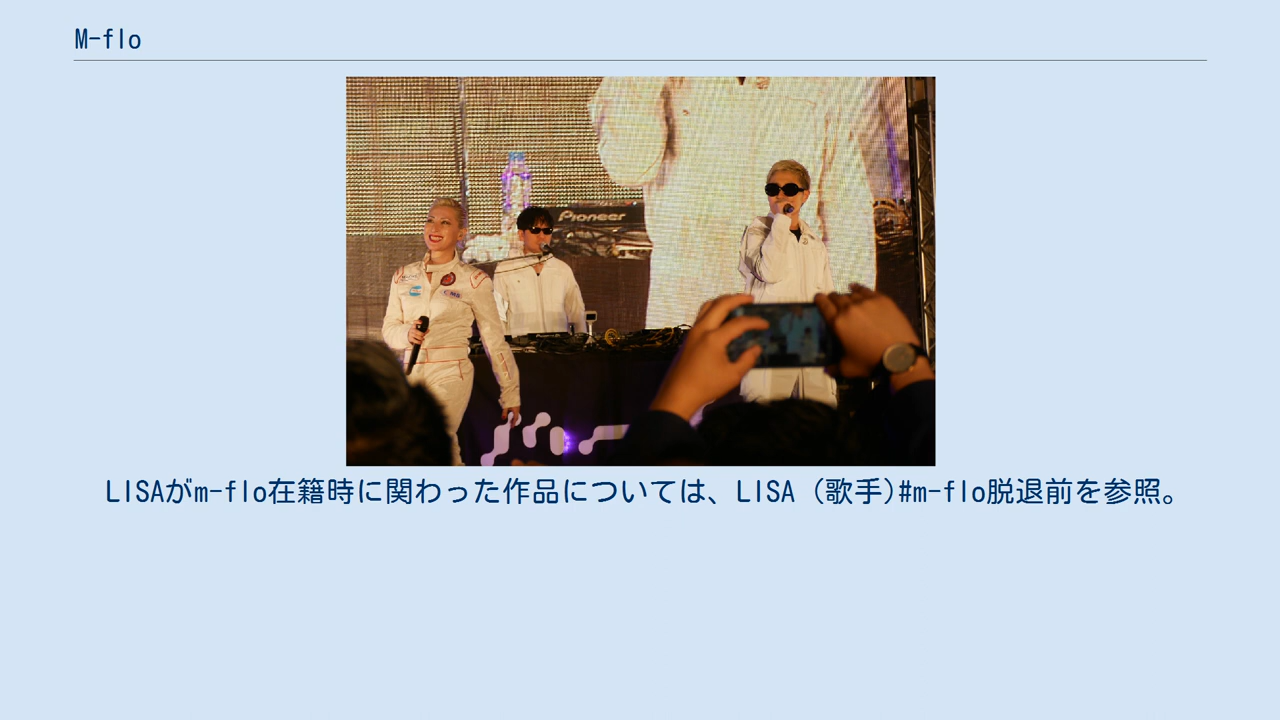 M-flo
Pioneer
LISAがm-flo在籍時に関わった作品については、LISA (歌手)#m-flo脱退前を参照。